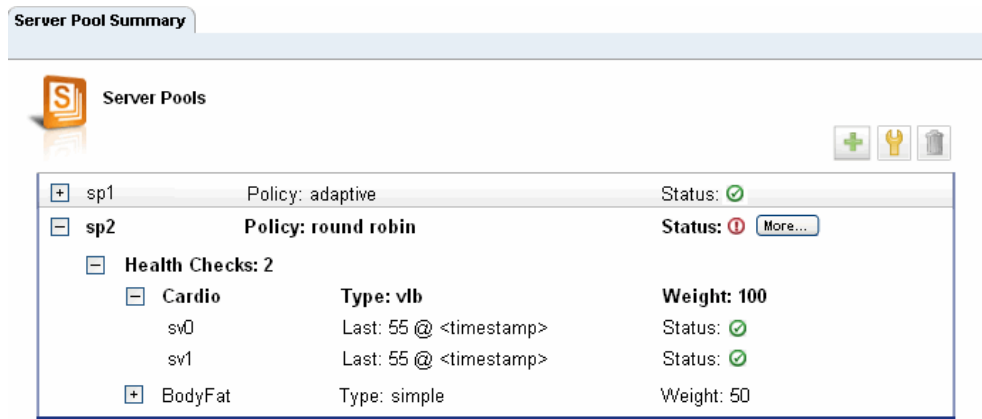 Server Pool Summary
S
Server Pools
sp1 Policy: adaptive Status:
sp2 Policy: round robin Status: More...
Health Checks: 2
Cardio Type: vlb Weight: 100
sv0 Last: 55 @ <timestamp> Status:
sv1 Last: 55 @ <timestamp> Status:
BodyFat Type: simple Weight: 50